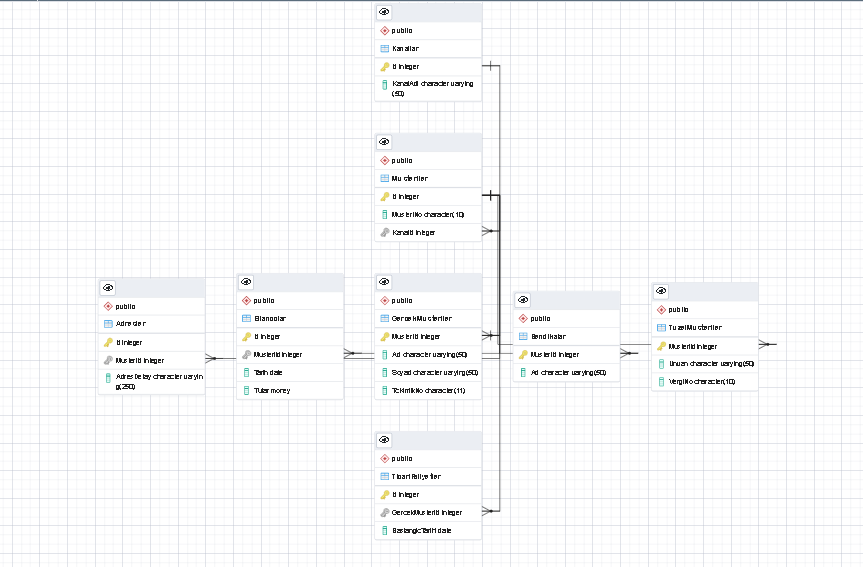 public
Kanallar
Id integer
KanalAdi character varying
(50)
public
Musteriler
Id integer
MusteriNo character(10)
KanalId integer
public
Adresler
Id integer
MusteriId integer
AdresDetay character varyin
g(250)
public
Bilancolar
Id integer
MusteriId integer
Tarih date
Tutar money
public
GercekMusteriler
MusteriId integer
Ad character varying(50)
Soyad character varying(50)
TcKimlikNo character(11)
public
Sendikalar
MusteriId integer
Ad character varying(50)
public
TuzelMusteriler
MusteriId integer
Unvan character varying(50)
VergiNo character(10)
public
Id integer
GercekMusteriId integer
BaslangicTarih date